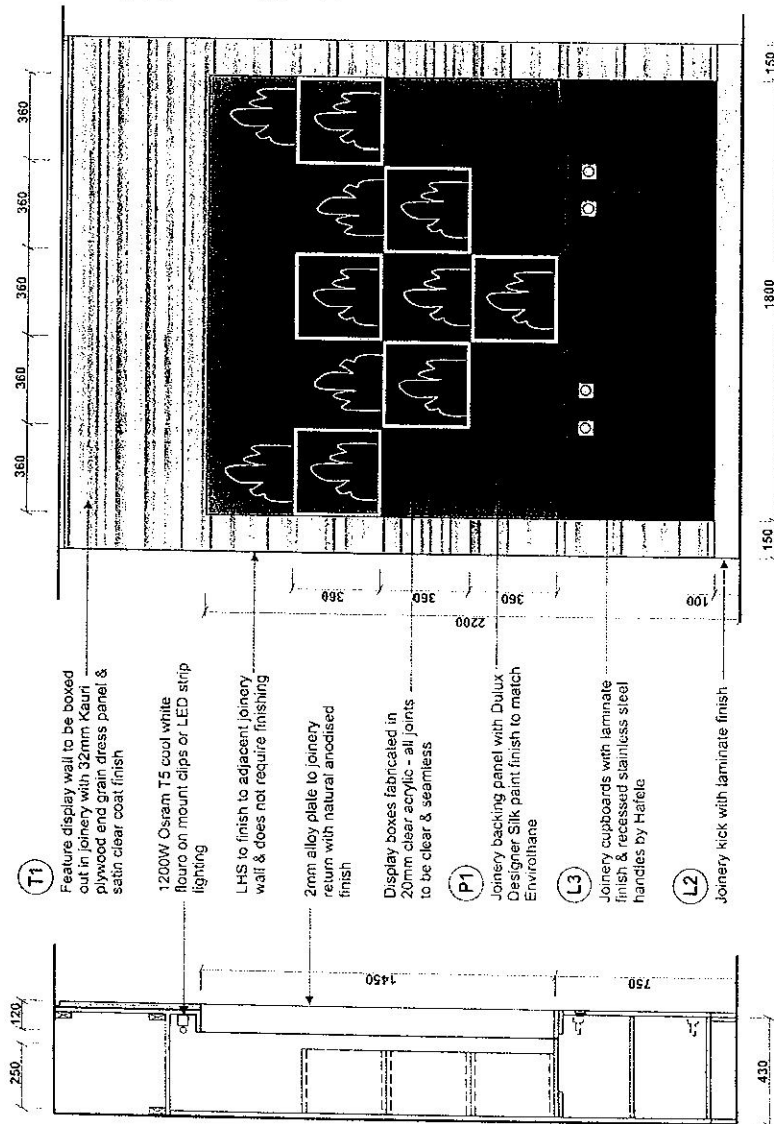 360
360
360
360
360
T1
Feature display wall to be boxed
out in joinery with 32mm Kauri
plywood end grain dress panel &
satin clear coat finish
1200W Osram T5 cool white
flouro on mount clips or LED strip
lighting
LHS to finish to adjacent joinery
wall & does not require finishing
2mm alloy plate to joinery
return with natural anodised
finish
Display boxes fabricated in
20mm clear acrylic - all joints
to be clear & seamless
P1
Joinery backing panel with Dulux
Designer Silk paint finish to match
Envirothane
L3
Joinery cupboards with laminate
finish & recessed stainless steel
handles by Hafele
L2
Joinery kick with laminate finish
360
360
360
100
2200
150
1800
150
250
120
1450
750
430